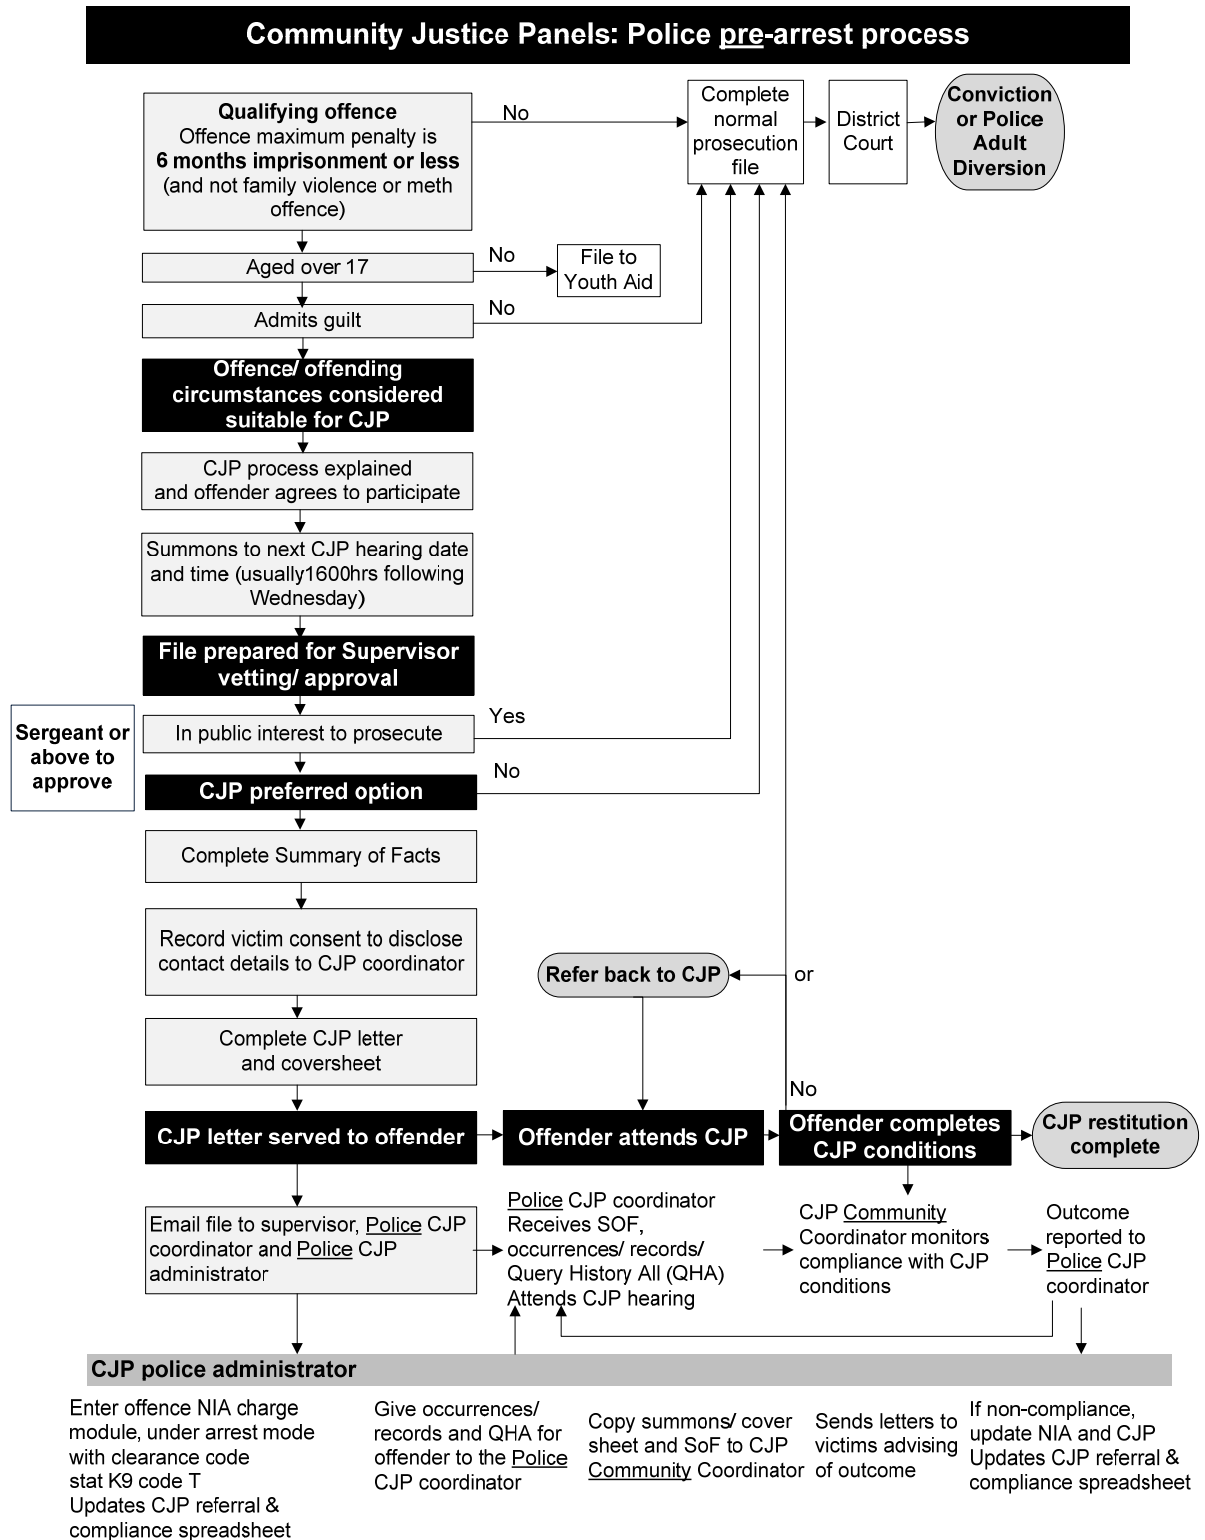 Community Justice Panels: Police pre-arrest process
Qualifying offence
Offence maximum penalty is
6 months imprisonment or less
(and not family violence or meth
offence)
No
Complete
normal
prosecution
file
District
Court
Conviction
or Police
Adult
Diversion
Aged over 17
No
File to
Youth Aid
Admits guilt
No
Offence/ offending
circumstances considered
suitable for CJP
CJP process explained
and offender agrees to participate
Summons to next CJP hearing date
and time (usually1600hrs following
Wednesday)
File prepared for Supervisor
vetting/ approval
Sergeant or
above to
approve
In public interest to prosecute
Yes
CJP preferred option
No
Complete Summary of Facts
Record victim consent to disclose
contact details to CJP coordinator
Refer back to CJP
or
Complete CJP letter
and coversheet
No
CJP letter served to offender
Offender attends CJP
Offender completes
CJP conditions
CJP restitution
complete
Email file to supervisor, Police CJP
coordinator and Police CJP
administrator
Police CJP coordinator
Receives SOF,
occurrences/ records/
Query History All (QHA)
Attends CJP hearing
CJP Community
Coordinator monitors
compliance with CJP
conditions
Outcome
reported to
Police CJP
coordinator
CJP police administrator
Enter offence NIA charge
module, under arrest mode
with clearance code
stat K9 code T
Updates CJP referral &
compliance spreadsheet
Give occurrences/
records and QHA for
offender to the Police
CJP coordinator
Copy summons/ cover
sheet and SoF to CJP
Community Coordinator
Sends letters to
victims advising
of outcome
If non-compliance,
update NIA and CJP
Updates CJP referral &
compliance spreadsheet